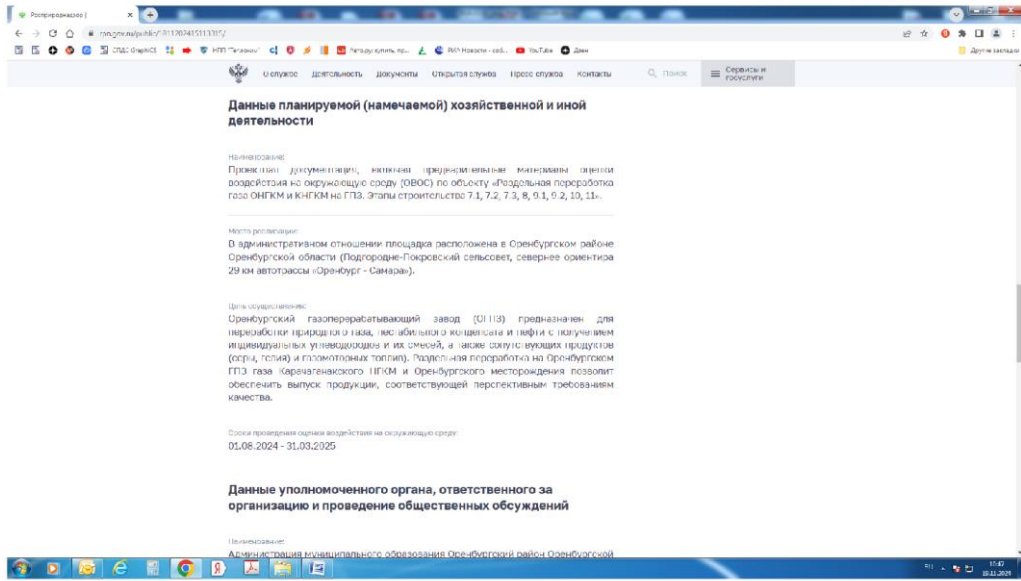 Росприроднадзор |
rpn.gov.ru/public/1811202415113315/
YouTube
Дзен
Другие закладки
О службе Деятельность Документы Открытая служба Пресс-служба Контакты Поиск Сервисы и госуслуги
Данные планируемой (намечаемой) хозяйственной и иной
деятельности
Наименование:
Проектная документация, включая предварительные материалы оценки
воздействия на окружающую среду (ОВОС) по объекту «Раздельная переработка
газа ОНГКМ и КНГКМ на ГПЗ. Этапы строительства 7.1, 7.2, 7.3, 8, 9.1, 9.2, 10, 11».
Место реализации:
В административном отношении площадка расположена в Оренбургском районе
Оренбургской области (Подгородне-Покровский сельсовет, севернее ориентира
29 км автотрассы «Оренбург - Самара»).
Цель осуществления:
Оренбургский газоперерабатывающий завод (ОГПЗ) предназначен для
переработки природного газа, нестабильного конденсата и нефти с получением
индивидуальных углеводородов и их смесей, а также сопутствующих продуктов
(серы, гелия) и газомоторных топлив). Раздельная переработка на Оренбургском
ГПЗ газа Карачаганакского НГКМ и Оренбургского месторождения позволит
обеспечить выпуск продукции, соответствующей перспективным требованиям
качества.
Сроки проведения оценки воздействия на окружающую среду:
01.08.2024 - 31.03.2025
Данные уполномоченного органа, ответственного за
организацию и проведение общественных обсуждений
Наименование:
Администрация муниципального образования Оренбургский район Оренбургской
RU
10:47